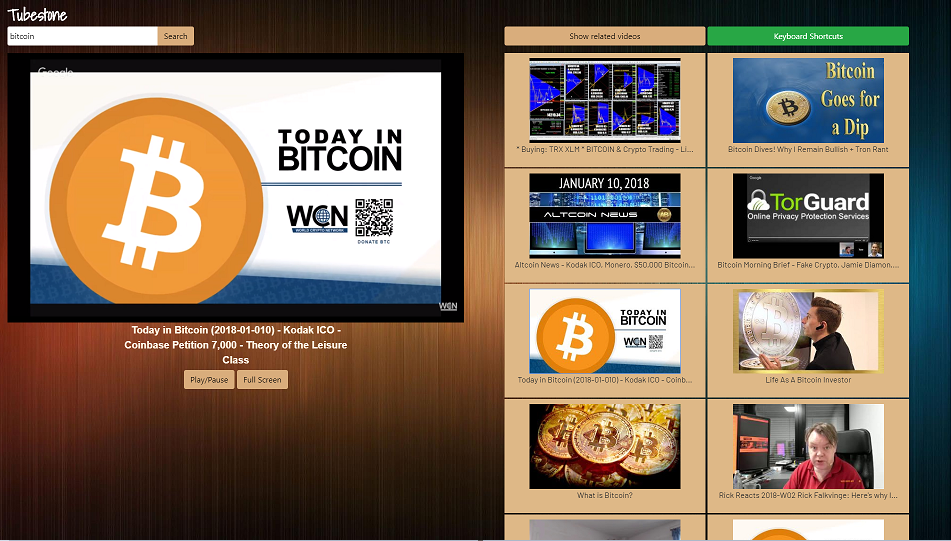 Tubestone
bitcoin
Search
Show related videos
Keyboard Shortcuts
Google
TODAY IN
BITCOIN
WCN
WORLD CRYPTO NETWORK
DONATE BTC
WCN
Today in Bitcoin (2018-01-010) - Kodak ICO -
Coinbase Petition 7,000 - Theory of the Leisure
Class
Play/Pause
Full Screen
* Buying: TRX XLM * BITCOIN & Crypto Trading - Li...
Bitcoin
Goes for
a Dip
Bitcoin Dives! Why I Remain Bullish + Tron Rant
JANUARY 10, 2018
ALTCOIN NEWS
Altcoin News - Kodak ICO, Monero, $50,000 Bitcoin...
Google
TorGuard
Online Privacy Protection Services
Bitcoin Morning Brief - Fake Crypto, Jamie Diamon,...
TODAY IN
BITCOIN
WCN
Today in Bitcoin (2018-01-010) - Kodak ICO - Coinb...
Life As A Bitcoin Investor
What is Bitcoin?
Rick Reacts 2018-W02 Rick Falkvinge: Here's why I...